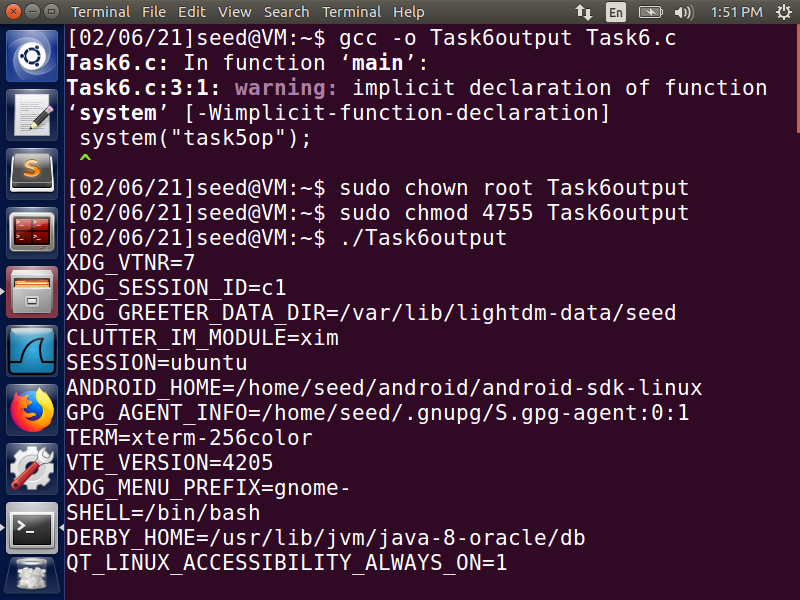 Terminal File Edit View Search Terminal Help En 1:51 PM
[02/06/21]seed@VM:~$ gcc -o Task6output Task6.c
Task6.c: In function ‘main’:
Task6.c:3:1: warning: implicit declaration of function
‘system’ [-Wimplicit-function-declaration]
 system("task5op");
 ^
[02/06/21]seed@VM:~$ sudo chown root Task6output
[02/06/21]seed@VM:~$ sudo chmod 4755 Task6output
[02/06/21]seed@VM:~$ ./Task6output
XDG_VTNR=7
XDG_SESSION_ID=c1
XDG_GREETER_DATA_DIR=/var/lib/lightdm-data/seed
CLUTTER_IM_MODULE=xim
SESSION=ubuntu
ANDROID_HOME=/home/seed/android/android-sdk-linux
GPG_AGENT_INFO=/home/seed/.gnupg/S.gpg-agent:0:1
TERM=xterm-256color
VTE_VERSION=4205
XDG_MENU_PREFIX=gnome-
SHELL=/bin/bash
DERBY_HOME=/usr/lib/jvm/java-8-oracle/db
QT_LINUX_ACCESSIBILITY_ALWAYS_ON=1